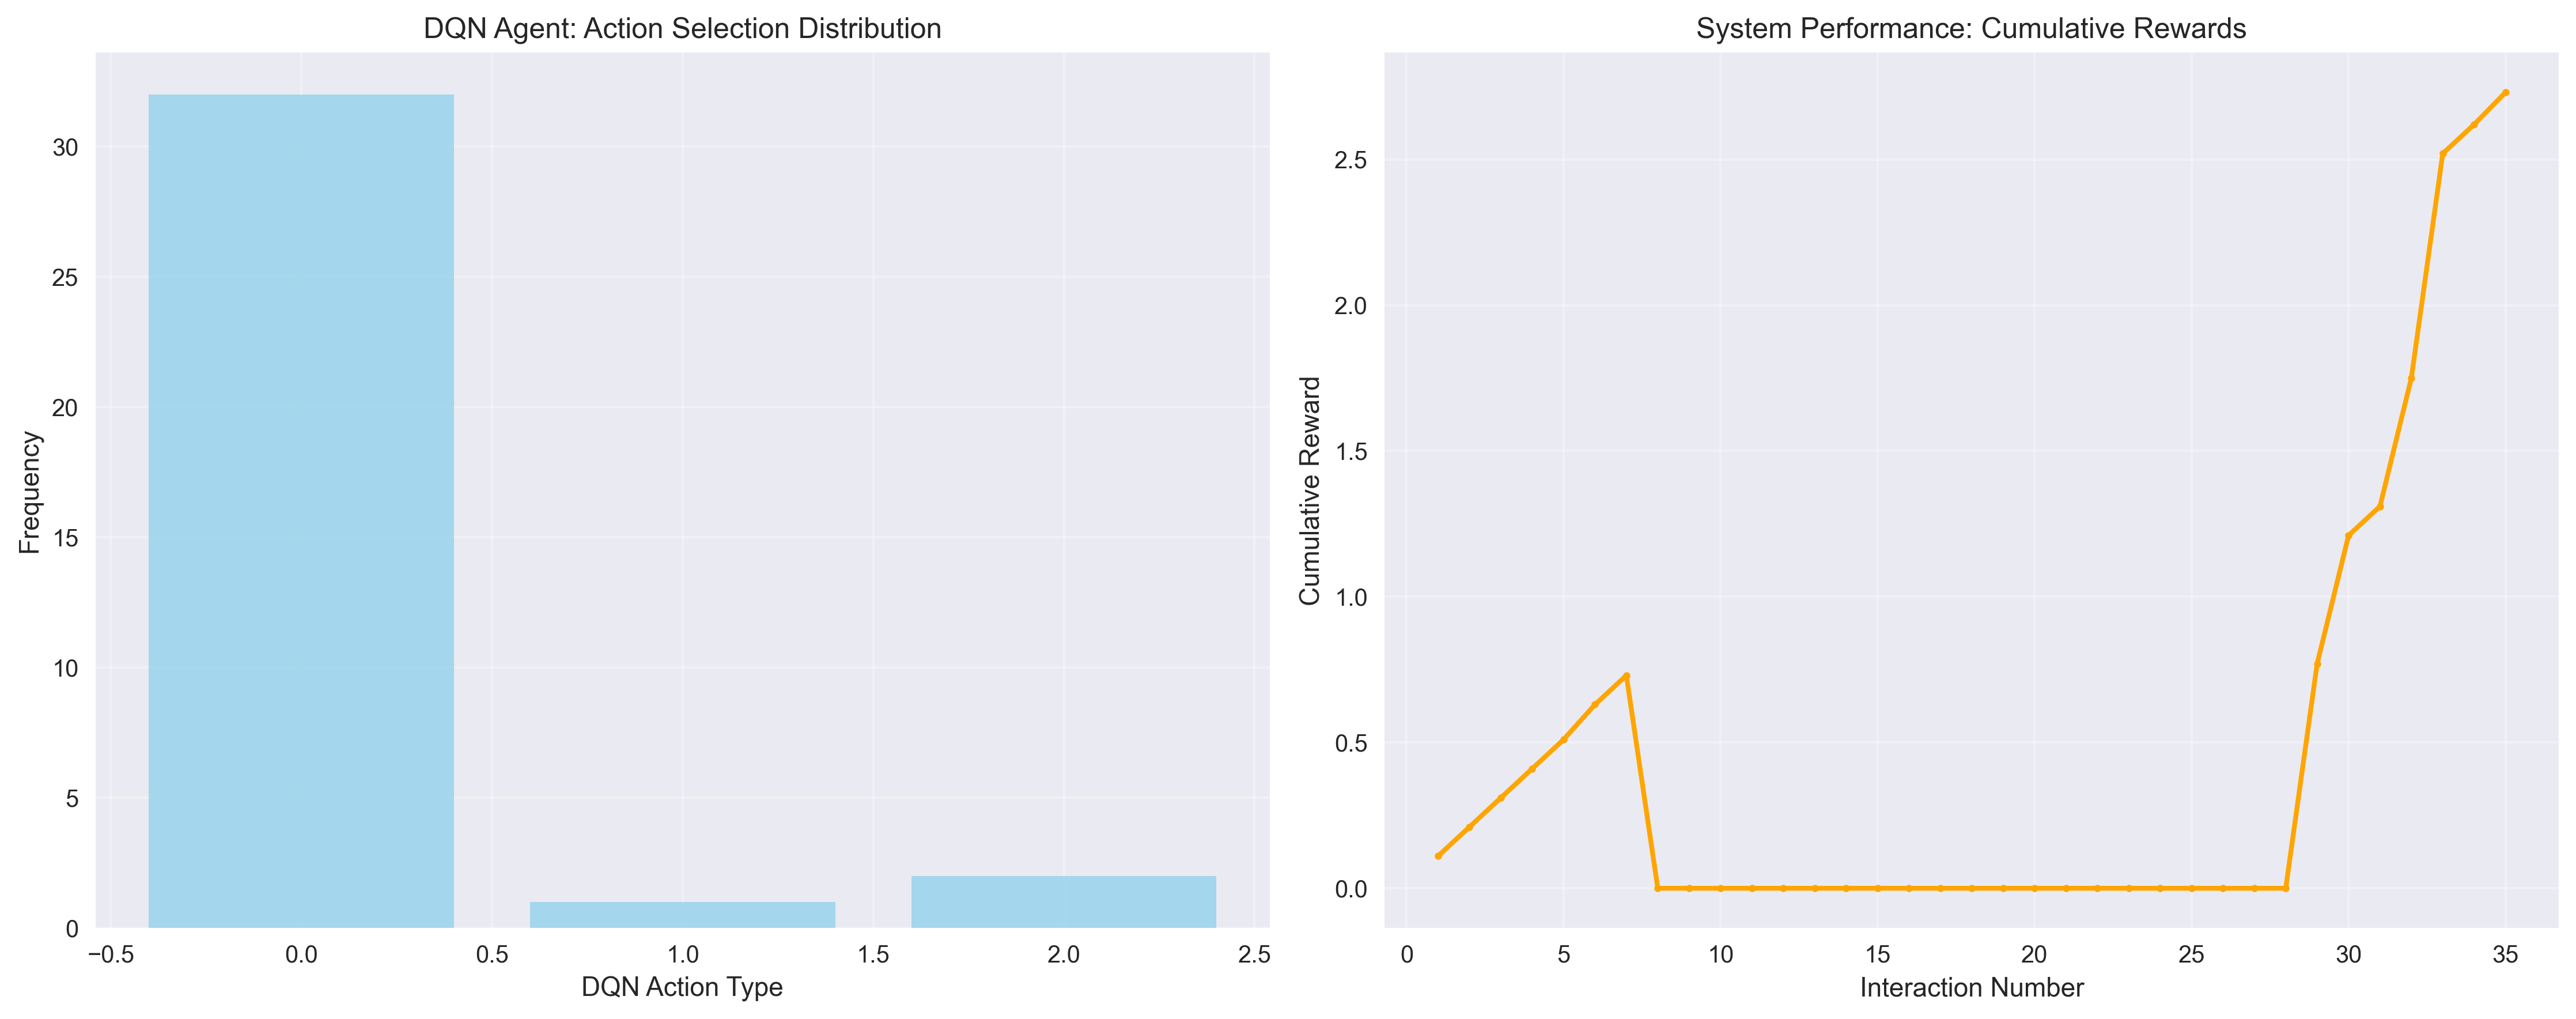 DQN Agent: Action Selection Distribution
Frequency
30
25
20
15
10
5
0
−0.5 0.0 0.5 1.0 1.5 2.0 2.5
DQN Action Type
System Performance: Cumulative Rewards
Cumulative Reward
2.5
2.0
1.5
1.0
0.5
0.0
0 5 10 15 20 25 30 35
Interaction Number